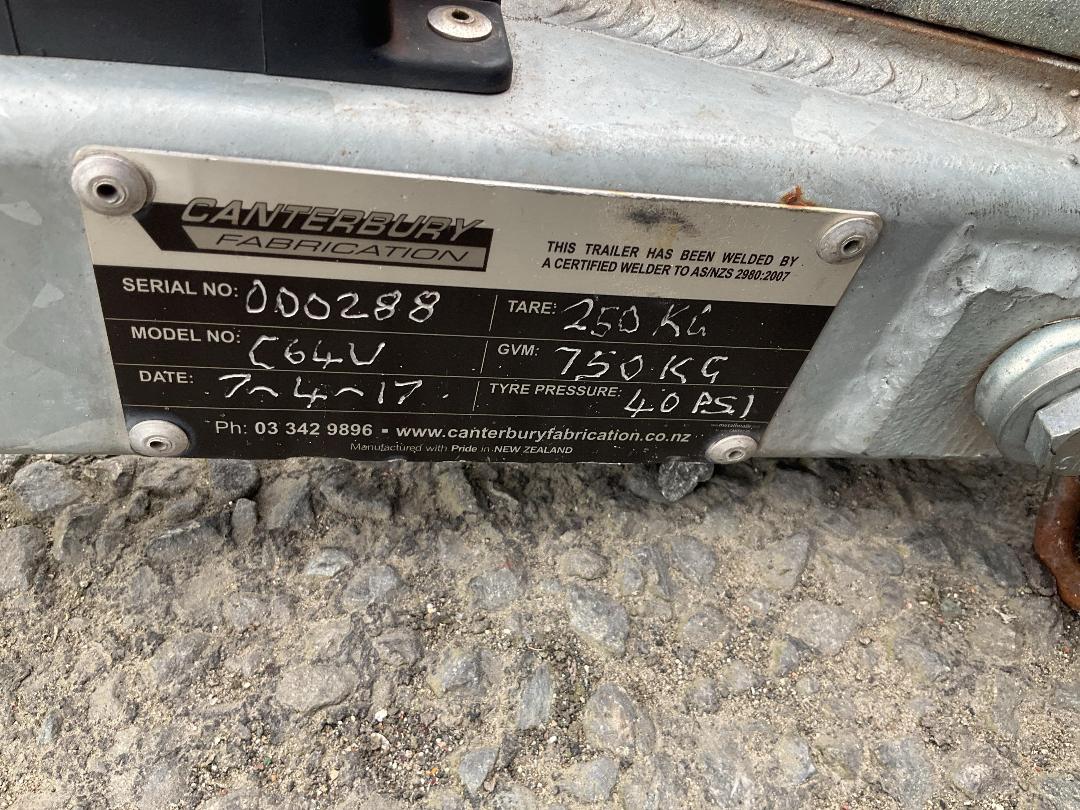 CANTERBURY
FABRICATION
THIS TRAILER HAS BEEN WELDED BY
A CERTIFIED WELDER TO AS/NZS 2980:2007
SERIAL NO: 000288
TARE: 250 KG
MODEL NO: C64V
GVM: 750 KG
DATE: 7-4-17
TYRE PRESSURE: 40 PSI
Ph: 03 342 9896 ▪ www.canterburyfabrication.co.nz
Manufactured with Pride in NEW ZEALAND